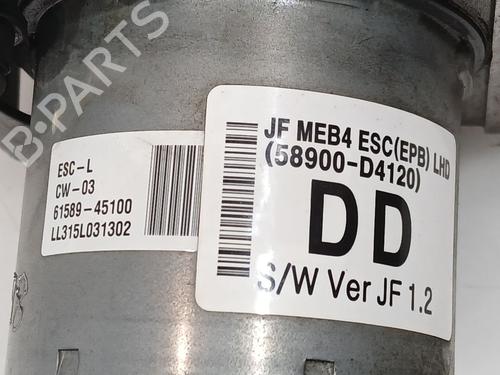 B-PARTS
ESC-L
CW-03
61589-45100
LL315L031302
JF MEB4 ESC(EPB) LHD
(58900-D4120)
DD
S/W Ver JF 1.2